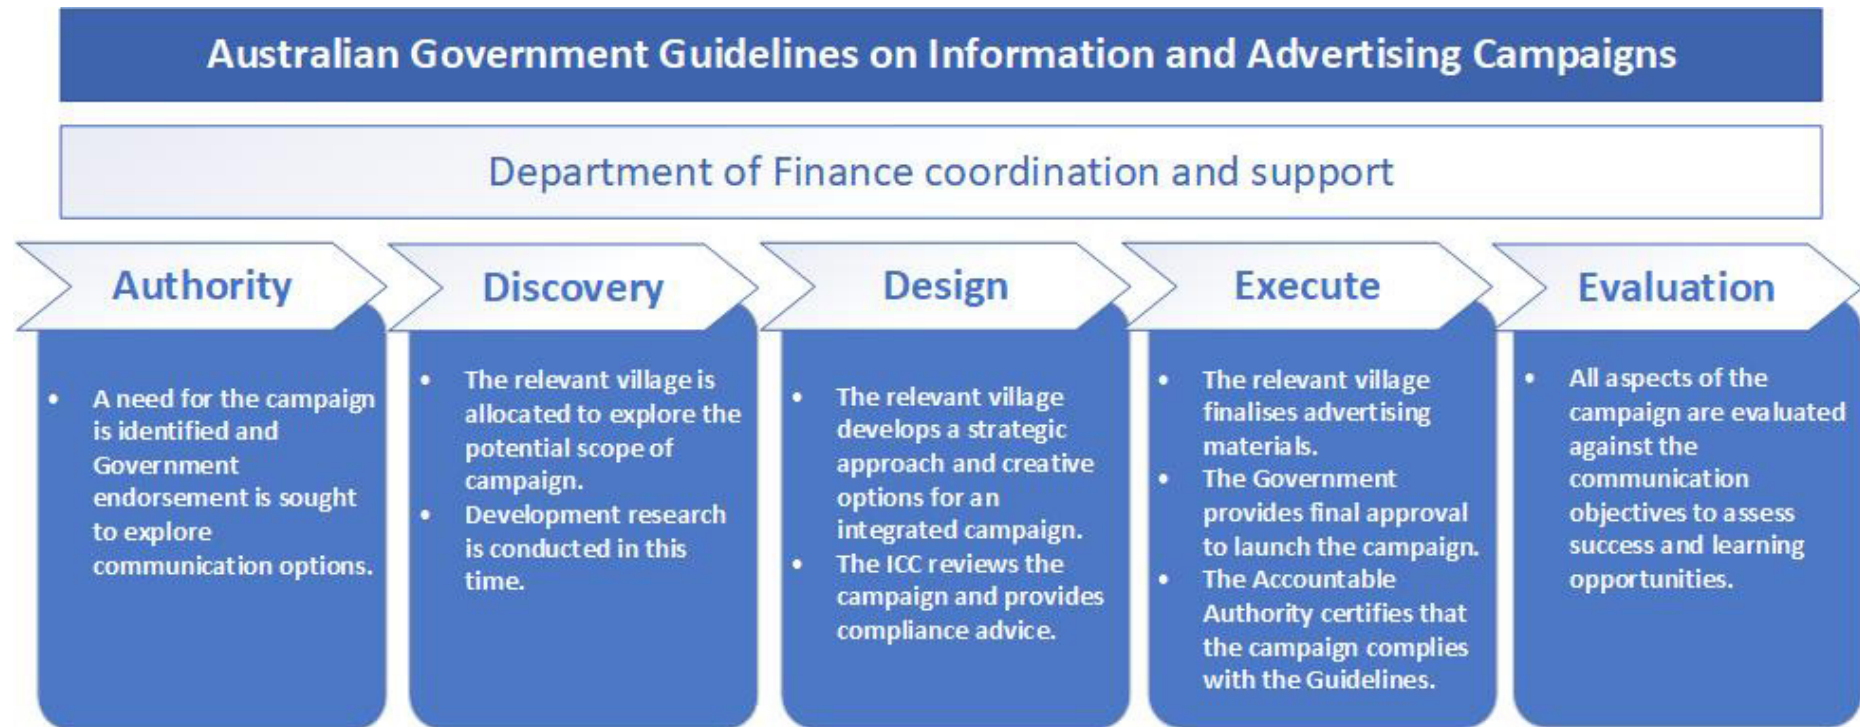 Australian Government Guidelines on Information and Advertising Campaigns
Department of Finance coordination and support
Authority
• A need for the campaign
is identified and
Government
endorsement is sought
to explore
communication options.
Discovery
• The relevant village is
allocated to explore the
potential scope of
campaign.
• Development research
is conducted in this
time.
Design
• The relevant village
develops a strategic
approach and creative
options for an
integrated campaign.
• The ICC reviews the
campaign and provides
compliance advice.
Execute
• The relevant village
finalises advertising
materials.
• The Government
provides final approval
to launch the campaign.
• The Accountable
Authority certifies that
the campaign complies
with the Guidelines.
Evaluation
• All aspects of the
campaign are evaluated
against the
communication
objectives to assess
success and learning
opportunities.